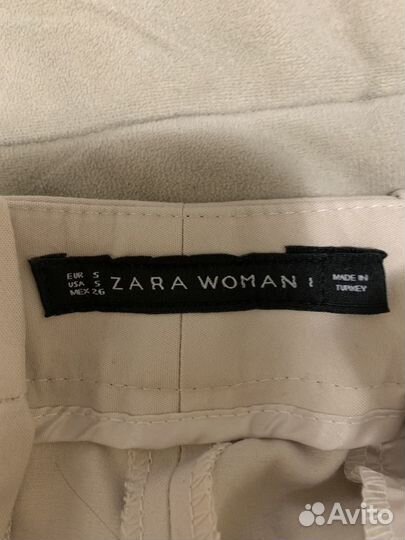 EUR S
USA S
MEX 26
ZARA WOMAN
MADE IN
TURKEY
Avito